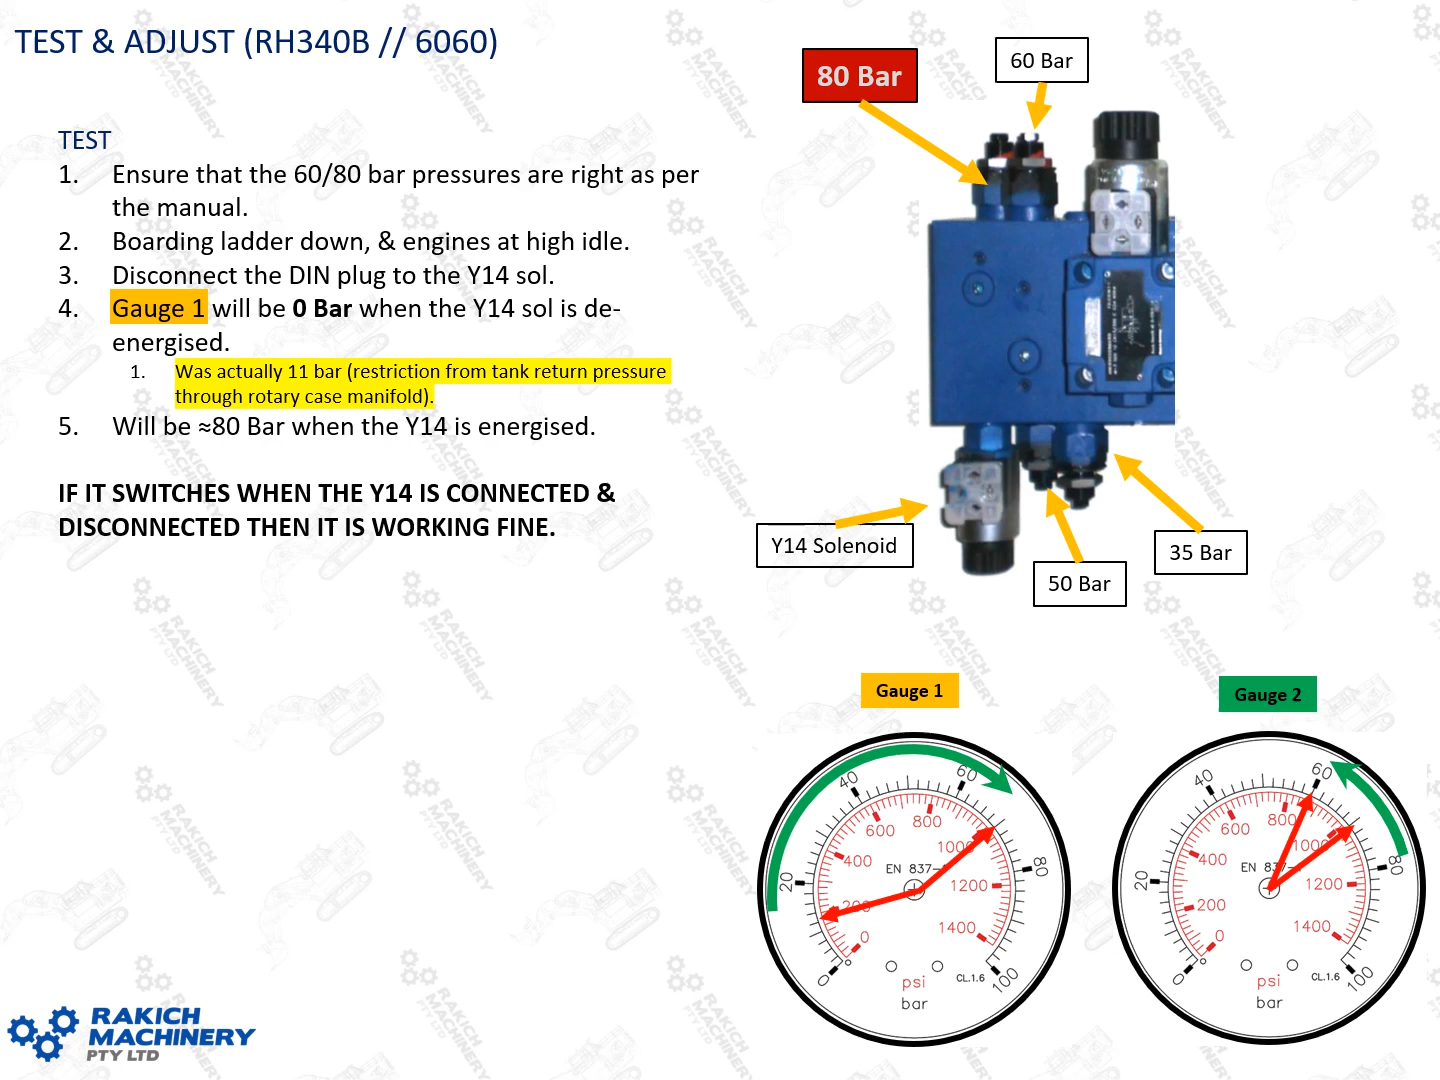 TEST & ADJUST (RH340B // 6060)
TEST
1. Ensure that the 60/80 bar pressures are right as per
the manual.
2. Boarding ladder down, & engines at high idle.
3. Disconnect the DIN plug to the Y14 sol.
4. Gauge 1 will be 0 Bar when the Y14 sol is de-
energised.
1. Was actually 11 bar (restriction from tank return pressure
through rotary case manifold).
5. Will be ≈80 Bar when the Y14 is energised.
IF IT SWITCHES WHEN THE Y14 IS CONNECTED &
DISCONNECTED THEN IT IS WORKING FINE.
80 Bar
60 Bar
Y14 Solenoid
50 Bar
35 Bar
Gauge 1
0
20
40
60
80
100
0
200
400
600
800
1000
1200
1400
EN 837-
CL.1.6
psi
bar
Gauge 2
0
20
40
60
80
100
0
200
400
600
800
1000
1200
1400
EN 837-
CL.1.6
psi
bar
RAKICH
MACHINERY
PTY LTD